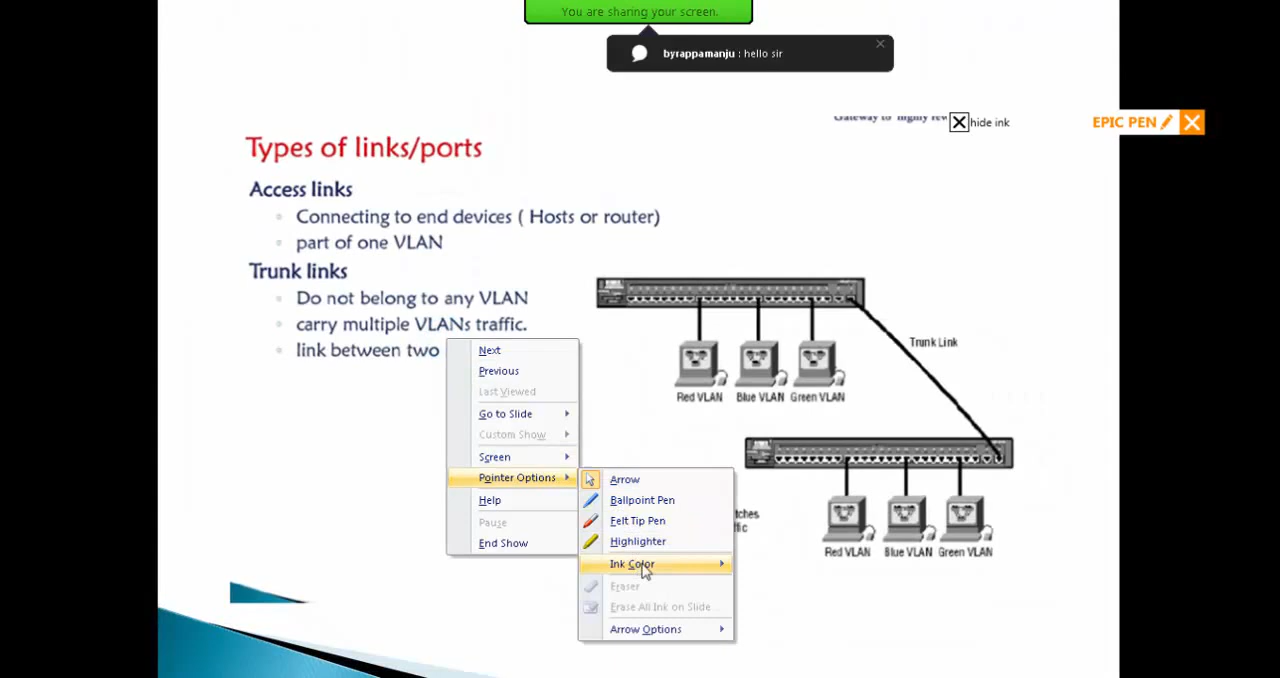 You are sharing your screen.
byrappamanju : hello sir
Gateway to highly
hide ink
EPIC PEN
Types of links/ports
Access links
Connecting to end devices ( Hosts or router)
part of one VLAN
Trunk links
Do not belong to any VLAN
carry multiple VLANs traffic.
link between two
Next
Previous
Last Viewed
Go to Slide
Custom Show
Screen
Pointer Options
Help
Pause
End Show
Arrow
Ballpoint Pen
Felt Tip Pen
Highlighter
Ink Color
Eraser
Erase All Ink on Slide
Arrow Options
Trunk Link
Red VLAN Blue VLAN Green VLAN
Red VLAN Blue VLAN Green VLAN